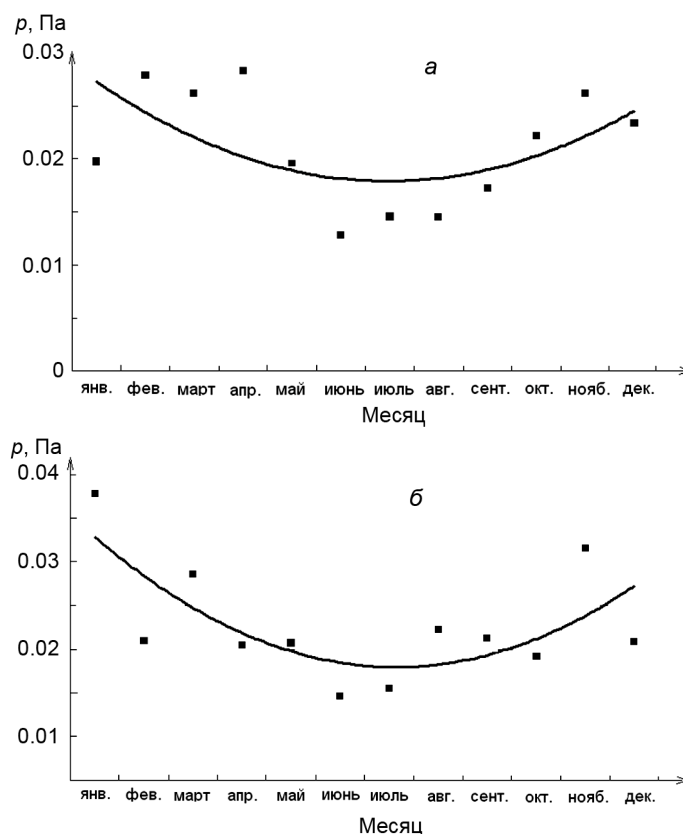 p, Па
0.03
а
0.02
0.01
0
янв. фев. март апр. май июнь июль авг. сент. окт. нояб. дек.
Месяц
p, Па
0.04
б
0.03
0.02
0.01
янв. фев. март апр. май июнь июль авг. сент. окт. нояб. дек.
Месяц